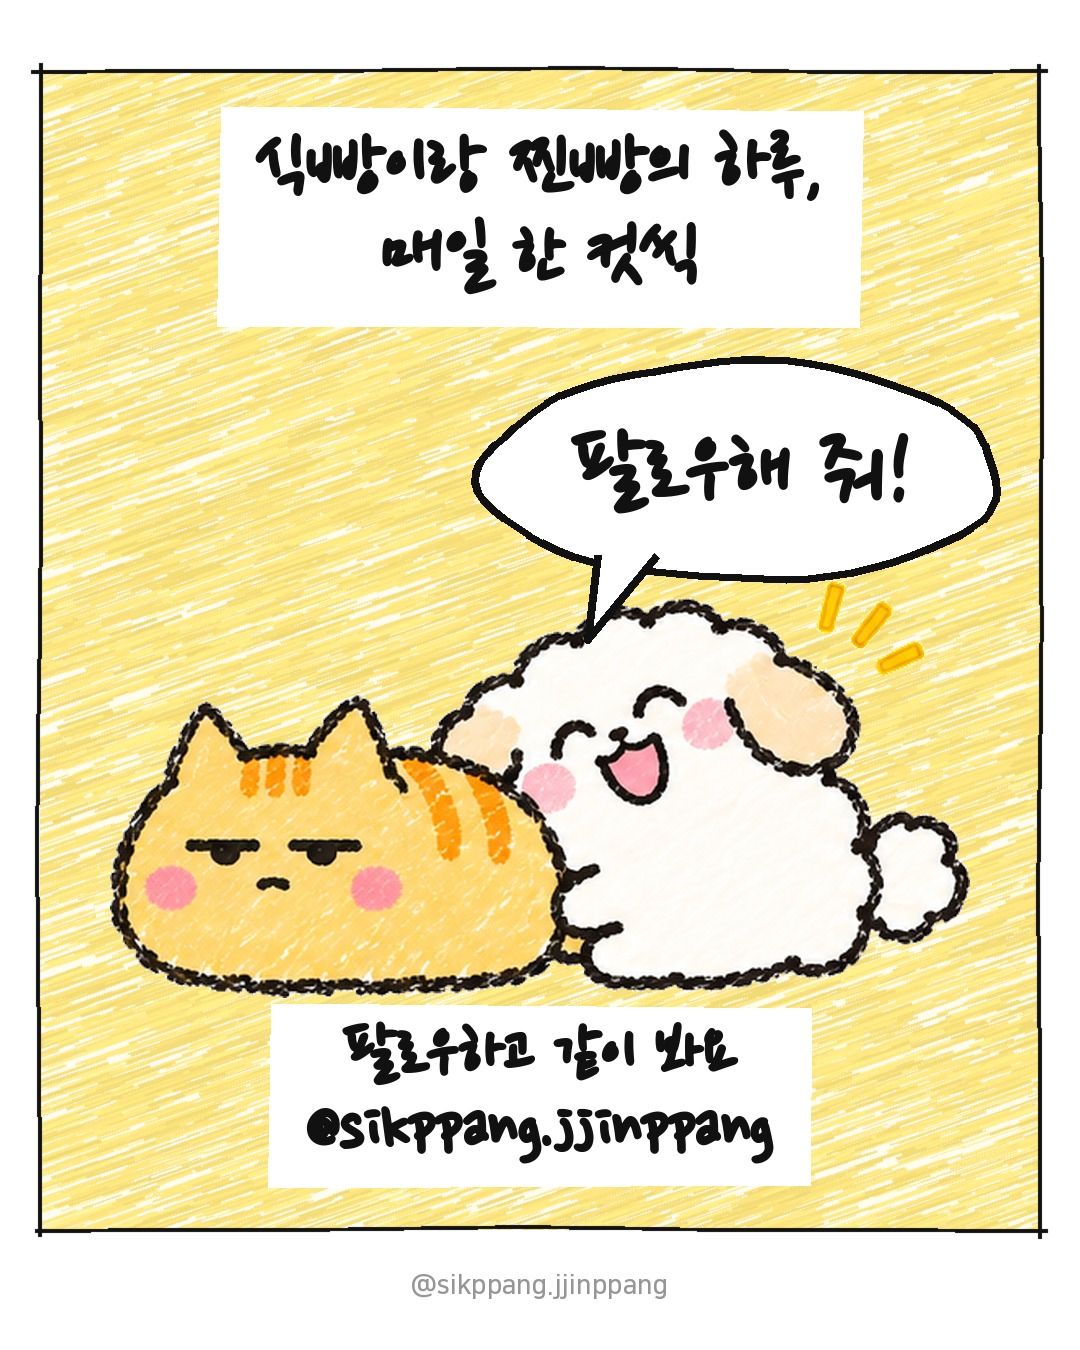 식빵이랑 찐빵의 하루,
매일 한 컷씩
팔로우해 줘!
팔로우하고 같이 봐요
@sikppang.jjinppang
@sikppang.jjinppang